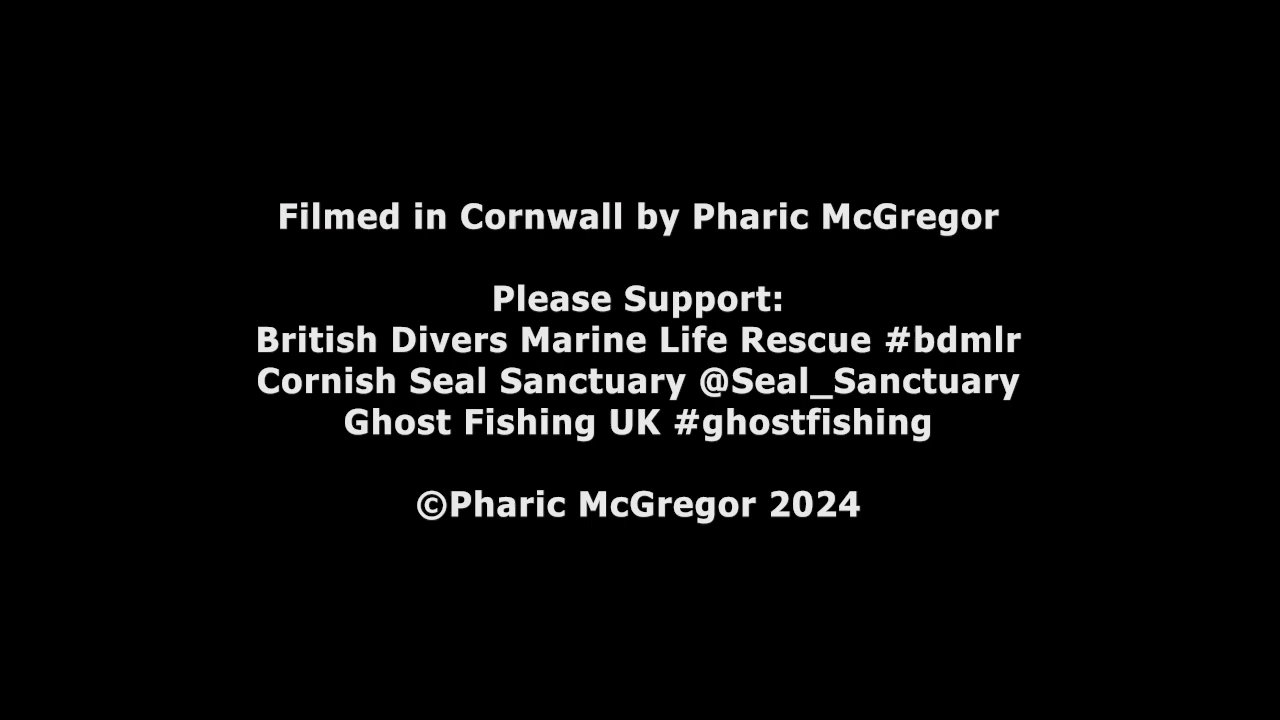 Filmed in Cornwall by Pharic McGregor
Please Support:
British Divers Marine Life Rescue #bdmlr
Cornish Seal Sanctuary @Seal_Sanctuary
Ghost Fishing UK #ghostfishing
©Pharic McGregor 2024